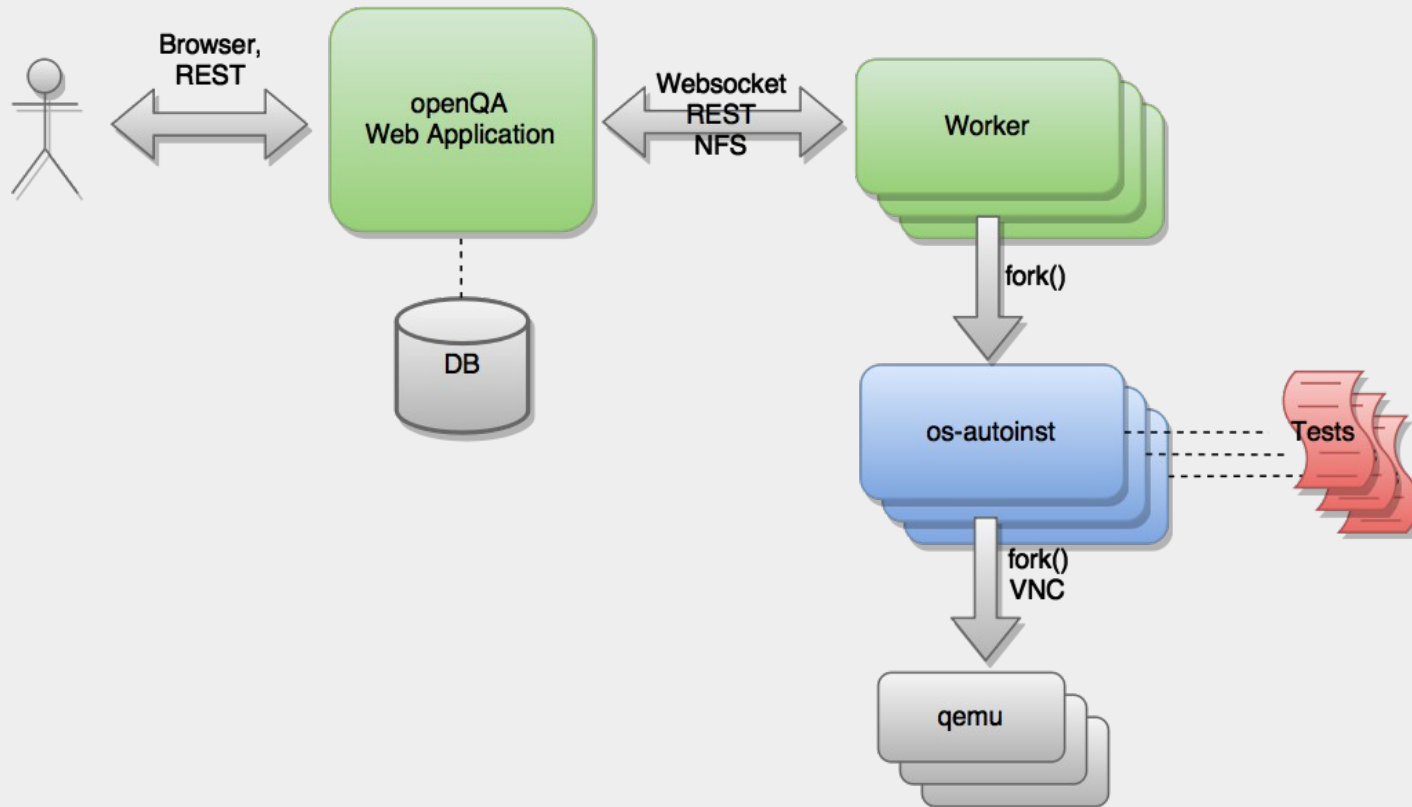 Browser,
REST
openQA
Web Application
Websocket
REST
NFS
Worker
DB
fork()
os-autoinst
Tests
fork()
VNC
qemu